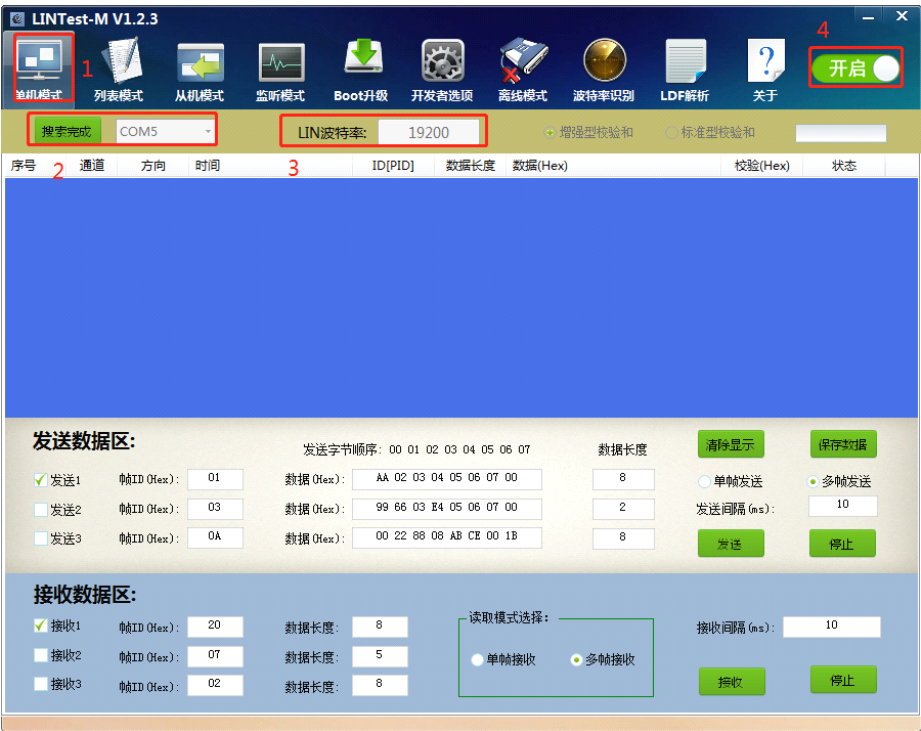 LINTest-M V1.2.3
4
1
单机模式 列表模式 从机模式 监听模式 Boot升级 开发者选顶 离线模式 波特率识别 LDF解析 关于 开启
搜索完成 COM5 LIN波特率: 19200 增强型校验和 标准型校验和
序号 2 通道 方向 时间 3 ID[PID] 数据长度 数据(Hex) 校验(Hex) 状态
发送数据区:
发送字节顺序: 00 01 02 03 04 05 06 07 数据长度 清除显示 保存数据
发送1 帧ID(Hex): 01 数据(Hex): AA 02 03 04 05 06 07 00 8 单帧发送 多帧发送
发送2 帧ID(Hex): 03 数据(Hex): 99 66 03 E4 05 06 07 00 2 发送间隔(ms): 10
发送3 帧ID(Hex): 0A 数据(Hex): 00 22 88 08 AB CE 00 1B 8 发送 停止
接收数据区:
读取模式选择:
接收1 帧ID(Hex): 20 数据长度: 8 接收间隔(ms): 10
接收2 帧ID(Hex): 07 数据长度: 5 单帧接收 多帧接收
接收3 帧ID(Hex): 02 数据长度: 8 接收 停止